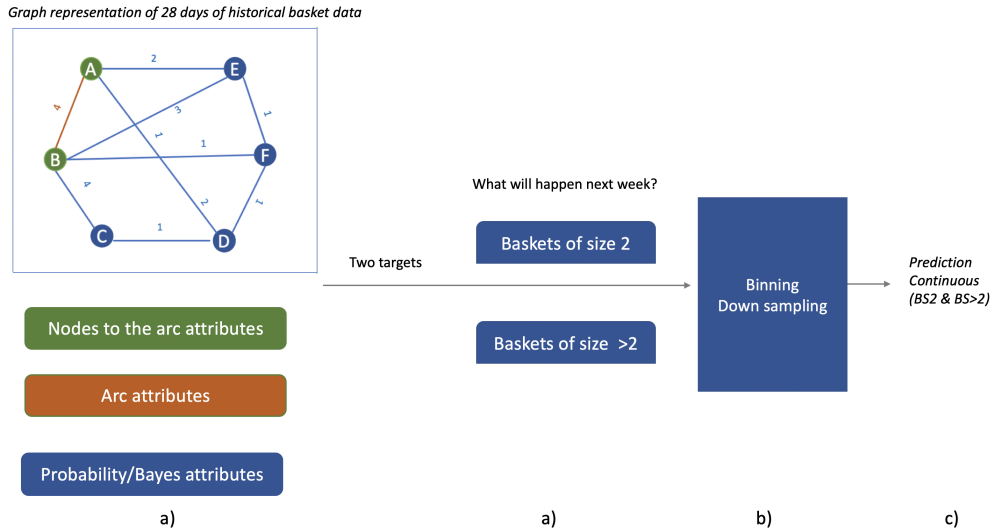 Graph representation of 28 days of historical basket data
A
2
E
4
3
1
1
1
B
F
4
2
1
C
1
D
What will happen next week?
Baskets of size 2
Two targets
Binning
Down sampling
Prediction
Continuous
(BS2 & BS>2)
Baskets of size >2
Nodes to the arc attributes
Arc attributes
Probability/Bayes attributes
a)
a)
b)
c)